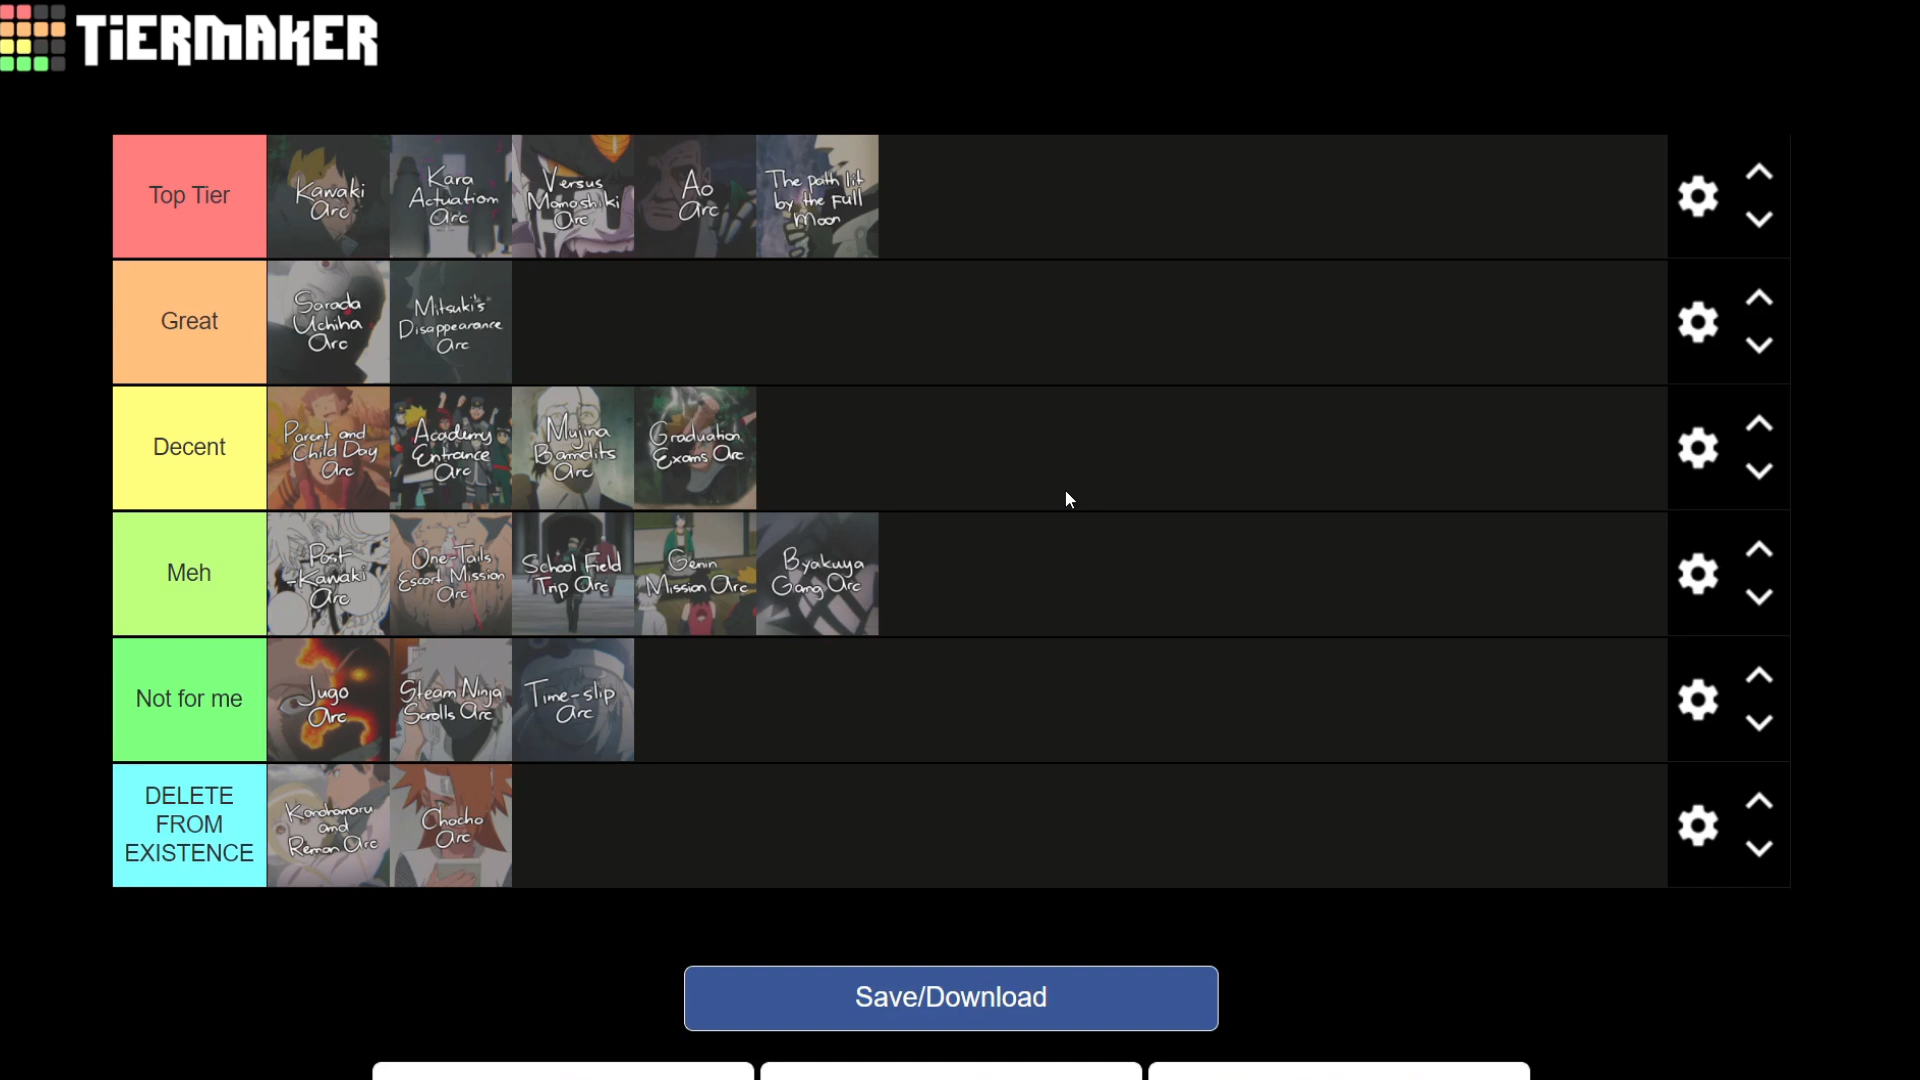 TIERMAKER
Top Tier
Kawaki
Arc
Kara
Actuation
Arc
Versus
Momoshiki
Arc
Ao
Arc
The path lit
by the Full
Moon
Great
Sarada
Uchiha
Arc
Mitsuki's
Disappearance
Arc
Decent
Parent and
Child Day
Arc
Academy
Entrance
Arc
Mujina
Bandits
Arc
Graduation
Exams Arc
Meh
Post
-Kawaki
Arc
One-Tails
Escort Mission
Arc
School Field
Trip Arc
Genin
Mission Arc
Byakuya
Gang Arc
Not for me
Jugo
Arc
Steam Ninja
Scrolls Arc
Time-slip
Arc
DELETE
FROM
EXISTENCE
Konohamaru
and
Remon Arc
Chocho
Arc
Save/Download